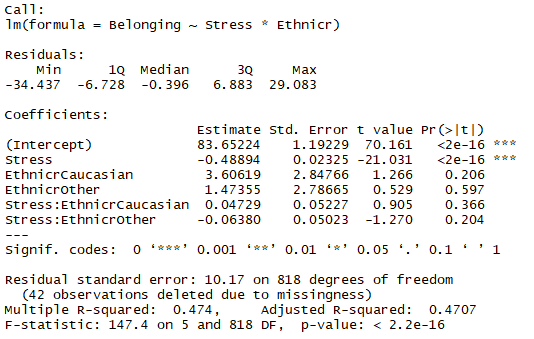 Call:
lm(formula = Belonging ~ Stress * Ethnicr)
Residuals:
Min 1Q Median 3Q Max
-34.437 -6.728 -0.396 6.883 29.083
Coefficients:
Estimate Std. Error t value Pr(>|t|)
(Intercept) 83.65224 1.19229 70.161 <2e-16 ***
Stress -0.48894 0.02325 -21.031 <2e-16 ***
EthnicrCaucasian 3.60619 2.84766 1.266 0.206
EthnicrOther 1.47355 2.78665 0.529 0.597
Stress:EthnicrCaucasian 0.04729 0.05227 0.905 0.366
Stress:EthnicrOther -0.06380 0.05023 -1.270 0.204
---
Signif. codes: 0 ‘***’ 0.001 ‘**’ 0.01 ‘*’ 0.05 ‘.’ 0.1 ‘ ’ 1
Residual standard error: 10.17 on 818 degrees of freedom
(42 observations deleted due to missingness)
Multiple R-squared: 0.474, Adjusted R-squared: 0.4707
F-statistic: 147.4 on 5 and 818 DF, p-value: < 2.2e-16